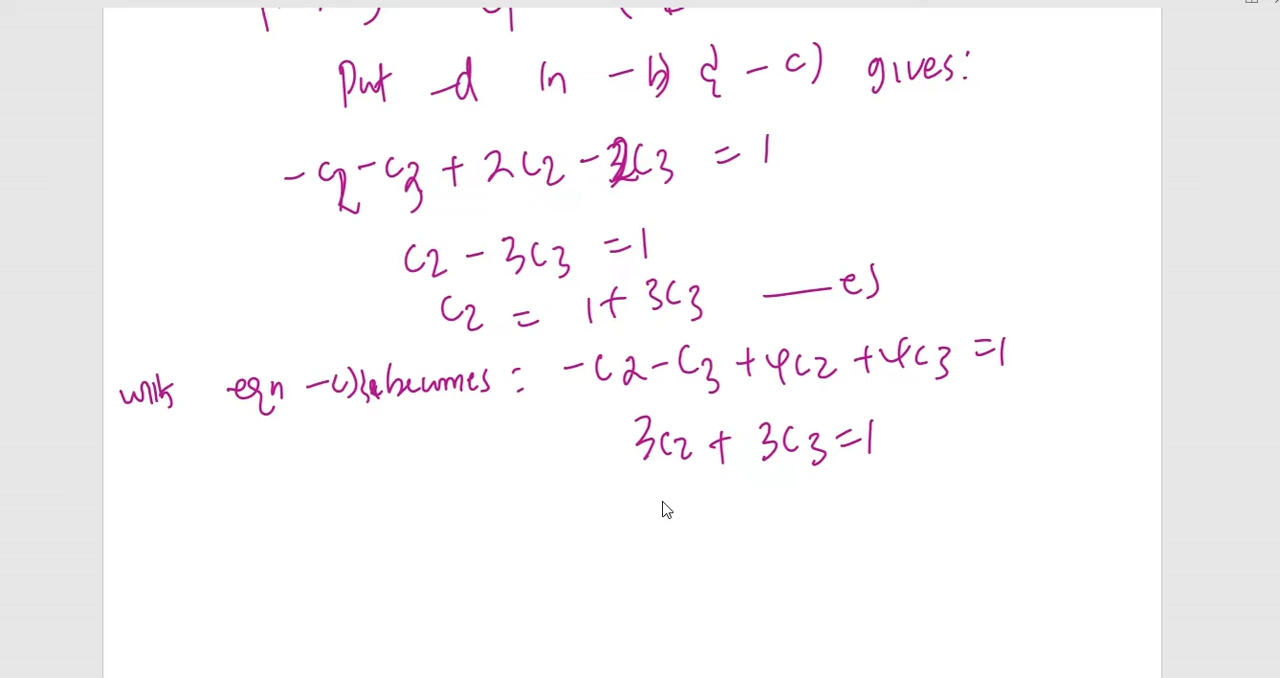 Put -d in -b) & -c) gives:
-c2-c3 + 2c2 - 2c3 = 1
c2 - 3c3 = 1
c2 = 1 + 3c3 —— e)
eqn -c) becomes: -c2-c3 + 4c2 + 4c3 = 1
3c2 + 3c3 = 1